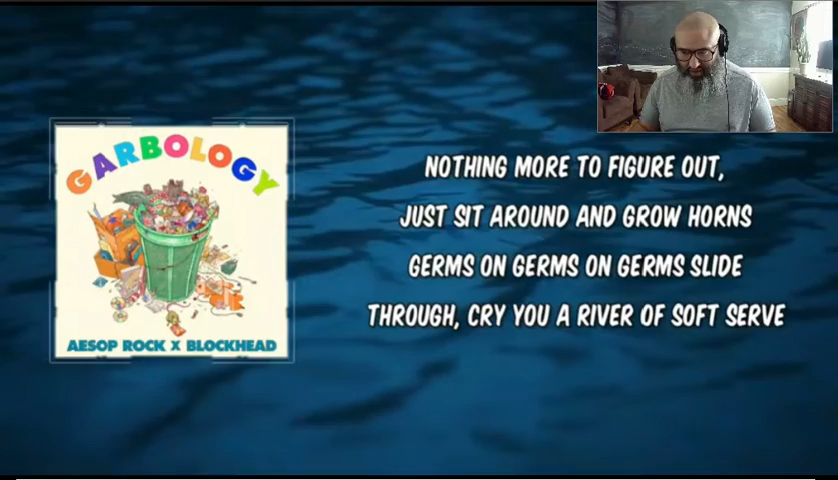 GARBOLOGY
AESOP ROCK X BLOCKHEAD
NOTHING MORE TO FIGURE OUT,
JUST SIT AROUND AND GROW HORNS
GERMS ON GERMS ON GERMS SLIDE
THROUGH, CRY YOU A RIVER OF SOFT SERVE